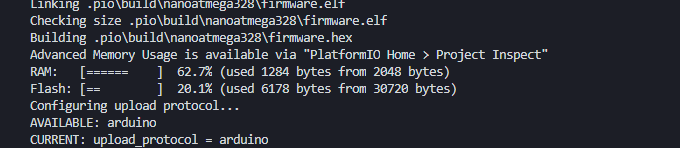 Linking .pio\build\nanoatmega328\firmware.elf
Checking size .pio\build\nanoatmega328\firmware.elf
Building .pio\build\nanoatmega328\firmware.hex
Advanced Memory Usage is available via "PlatformIO Home > Project Inspect"
RAM:   [======    ]  62.7% (used 1284 bytes from 2048 bytes)
Flash: [==        ]  20.1% (used 6178 bytes from 30720 bytes)
Configuring upload protocol...
AVAILABLE: arduino
CURRENT: upload_protocol = arduino